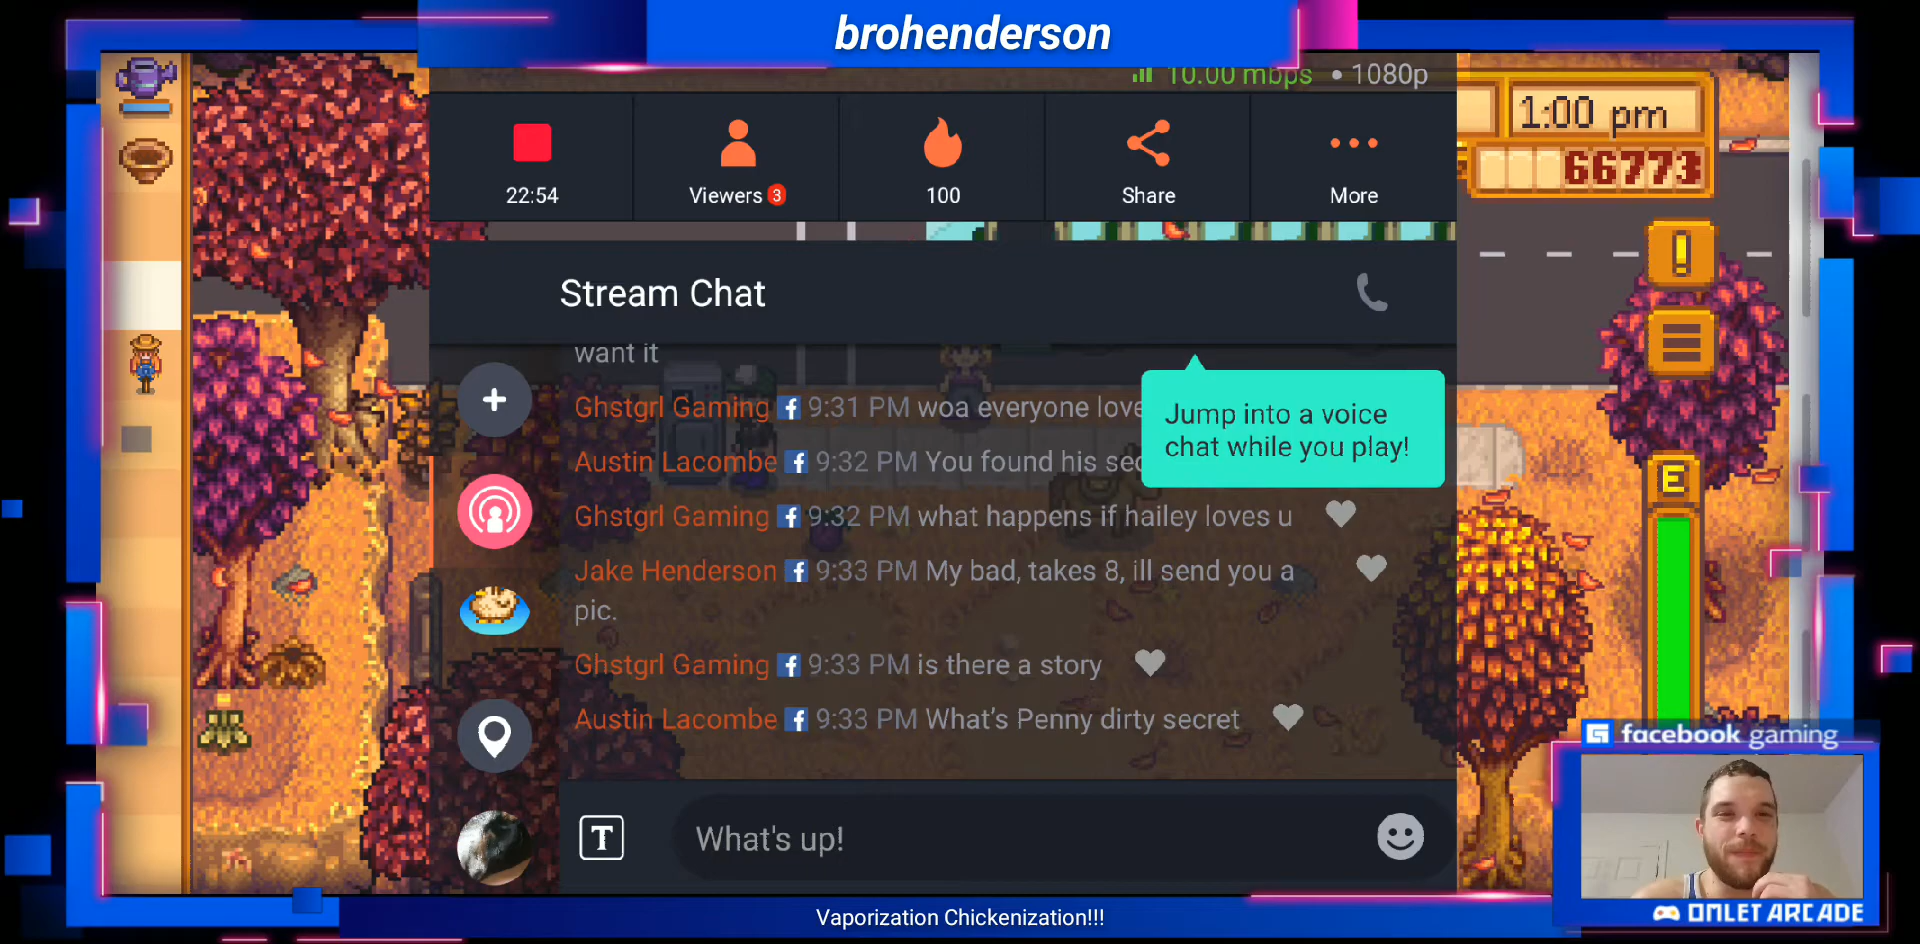 brohenderson
10.00 mbps • 1080p
1:00 pm
66773
22:54
Viewers 3
100
Share
More
Stream Chat
want it
Ghstgrl Gaming 9:31 PM woa everyone love
Jump into a voice
chat while you play!
Austin Lacombe 9:32 PM You found his sec
Ghstgrl Gaming 9:32 PM what happens if hailey loves u
Jake Henderson 9:33 PM My bad, takes 8, ill send you a
pic.
Ghstgrl Gaming 9:33 PM is there a story
Austin Lacombe 9:33 PM What's Penny dirty secret
T
What's up!
E
facebook gaming
OMLET ARCADE
Vaporization Chickenization!!!